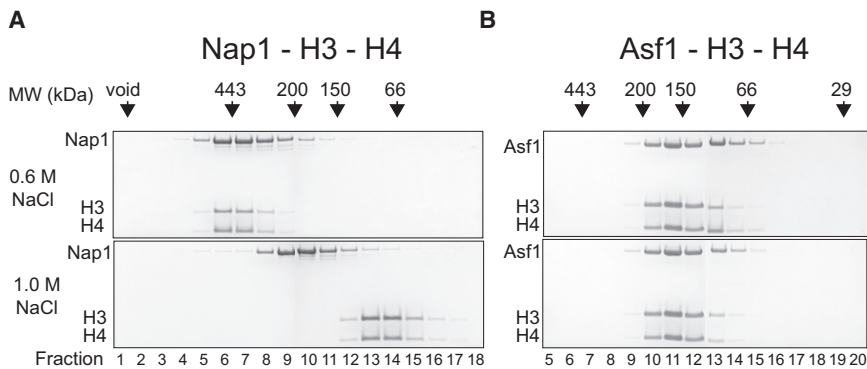 A
Nap1 - H3 - H4
MW (kDa)
void 443 200 150 66
0.6 M
NaCl
Nap1
H3
H4
1.0 M
NaCl
Nap1
H3
H4
Fraction 1 2 3 4 5 6 7 8 9 10 11 12 13 14 15 16 17 18
B
Asf1 - H3 - H4
443 200 150 66 29
Asf1
H3
H4
Asf1
H3
H4
5 6 7 8 9 10 11 12 13 14 15 16 17 18 19 20